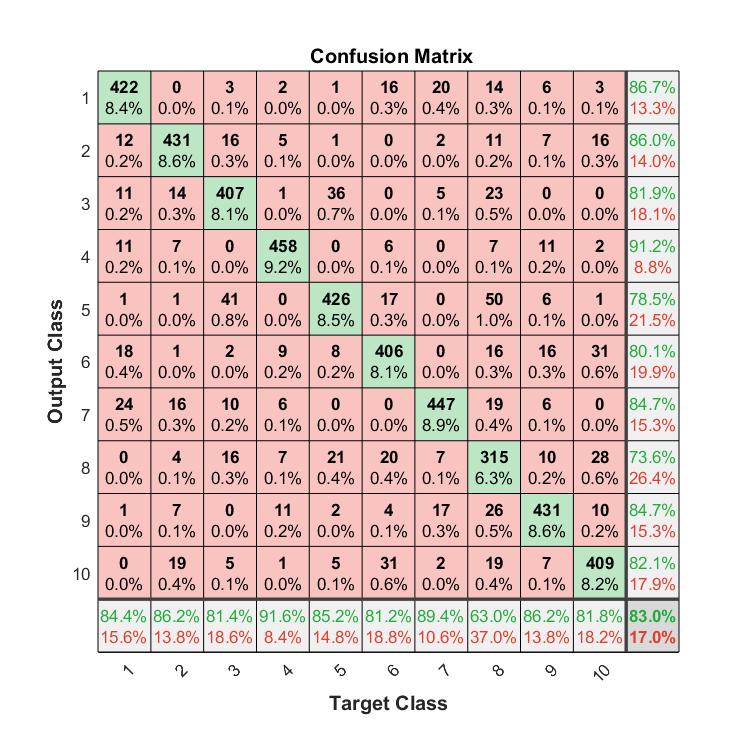 Confusion Matrix
1 422 0 3 2 1 16 20 14 6 3 86.7%
8.4% 0.0% 0.1% 0.0% 0.0% 0.3% 0.4% 0.3% 0.1% 0.1% 13.3%
2 12 431 16 5 1 0 2 11 7 16 86.0%
0.2% 8.6% 0.3% 0.1% 0.0% 0.0% 0.0% 0.2% 0.1% 0.3% 14.0%
3 11 14 407 1 36 0 5 23 0 0 81.9%
0.2% 0.3% 8.1% 0.0% 0.7% 0.0% 0.1% 0.5% 0.0% 0.0% 18.1%
4 11 7 0 458 0 6 0 7 11 2 91.2%
0.2% 0.1% 0.0% 9.2% 0.0% 0.1% 0.0% 0.1% 0.2% 0.0% 8.8%
5 1 1 41 0 426 17 0 50 6 1 78.5%
0.0% 0.0% 0.8% 0.0% 8.5% 0.3% 0.0% 1.0% 0.1% 0.0% 21.5%
6 18 1 2 9 8 406 0 16 16 31 80.1%
0.4% 0.0% 0.0% 0.2% 0.2% 8.1% 0.0% 0.3% 0.3% 0.6% 19.9%
7 24 16 10 6 0 0 447 19 6 0 84.7%
0.5% 0.3% 0.2% 0.1% 0.0% 0.0% 8.9% 0.4% 0.1% 0.0% 15.3%
8 0 4 16 7 21 20 7 315 10 28 73.6%
0.0% 0.1% 0.3% 0.1% 0.4% 0.4% 0.1% 6.3% 0.2% 0.6% 26.4%
9 1 7 0 11 2 4 17 26 431 10 84.7%
0.0% 0.1% 0.0% 0.2% 0.0% 0.1% 0.3% 0.5% 8.6% 0.2% 15.3%
10 0 19 5 1 5 31 2 19 7 409 82.1%
0.0% 0.4% 0.1% 0.0% 0.1% 0.6% 0.0% 0.4% 0.1% 8.2% 17.9%
84.4% 86.2% 81.4% 91.6% 85.2% 81.2% 89.4% 63.0% 86.2% 81.8% 83.0%
15.6% 13.8% 18.6% 8.4% 14.8% 18.8% 10.6% 37.0% 13.8% 18.2% 17.0%
1 2 3 4 5 6 7 8 9 10
Target Class
Output Class